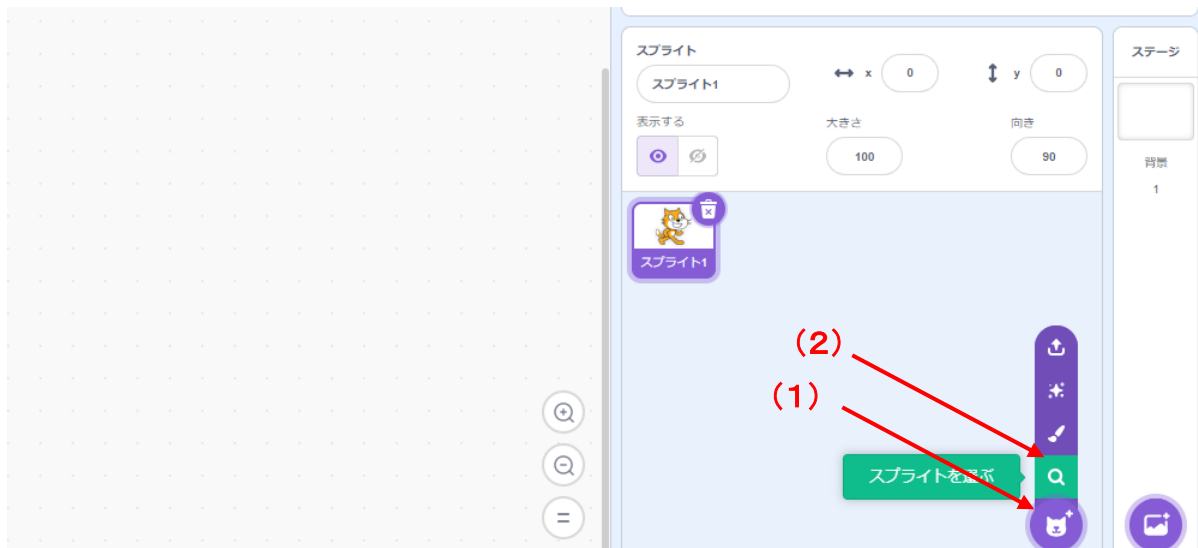 スプライト
スプライト1
x
0
y
0
表示する
大きさ
100
向き
90
スプライト1
ステージ
背景
1
(2)
(1)
スプライトを選ぶ